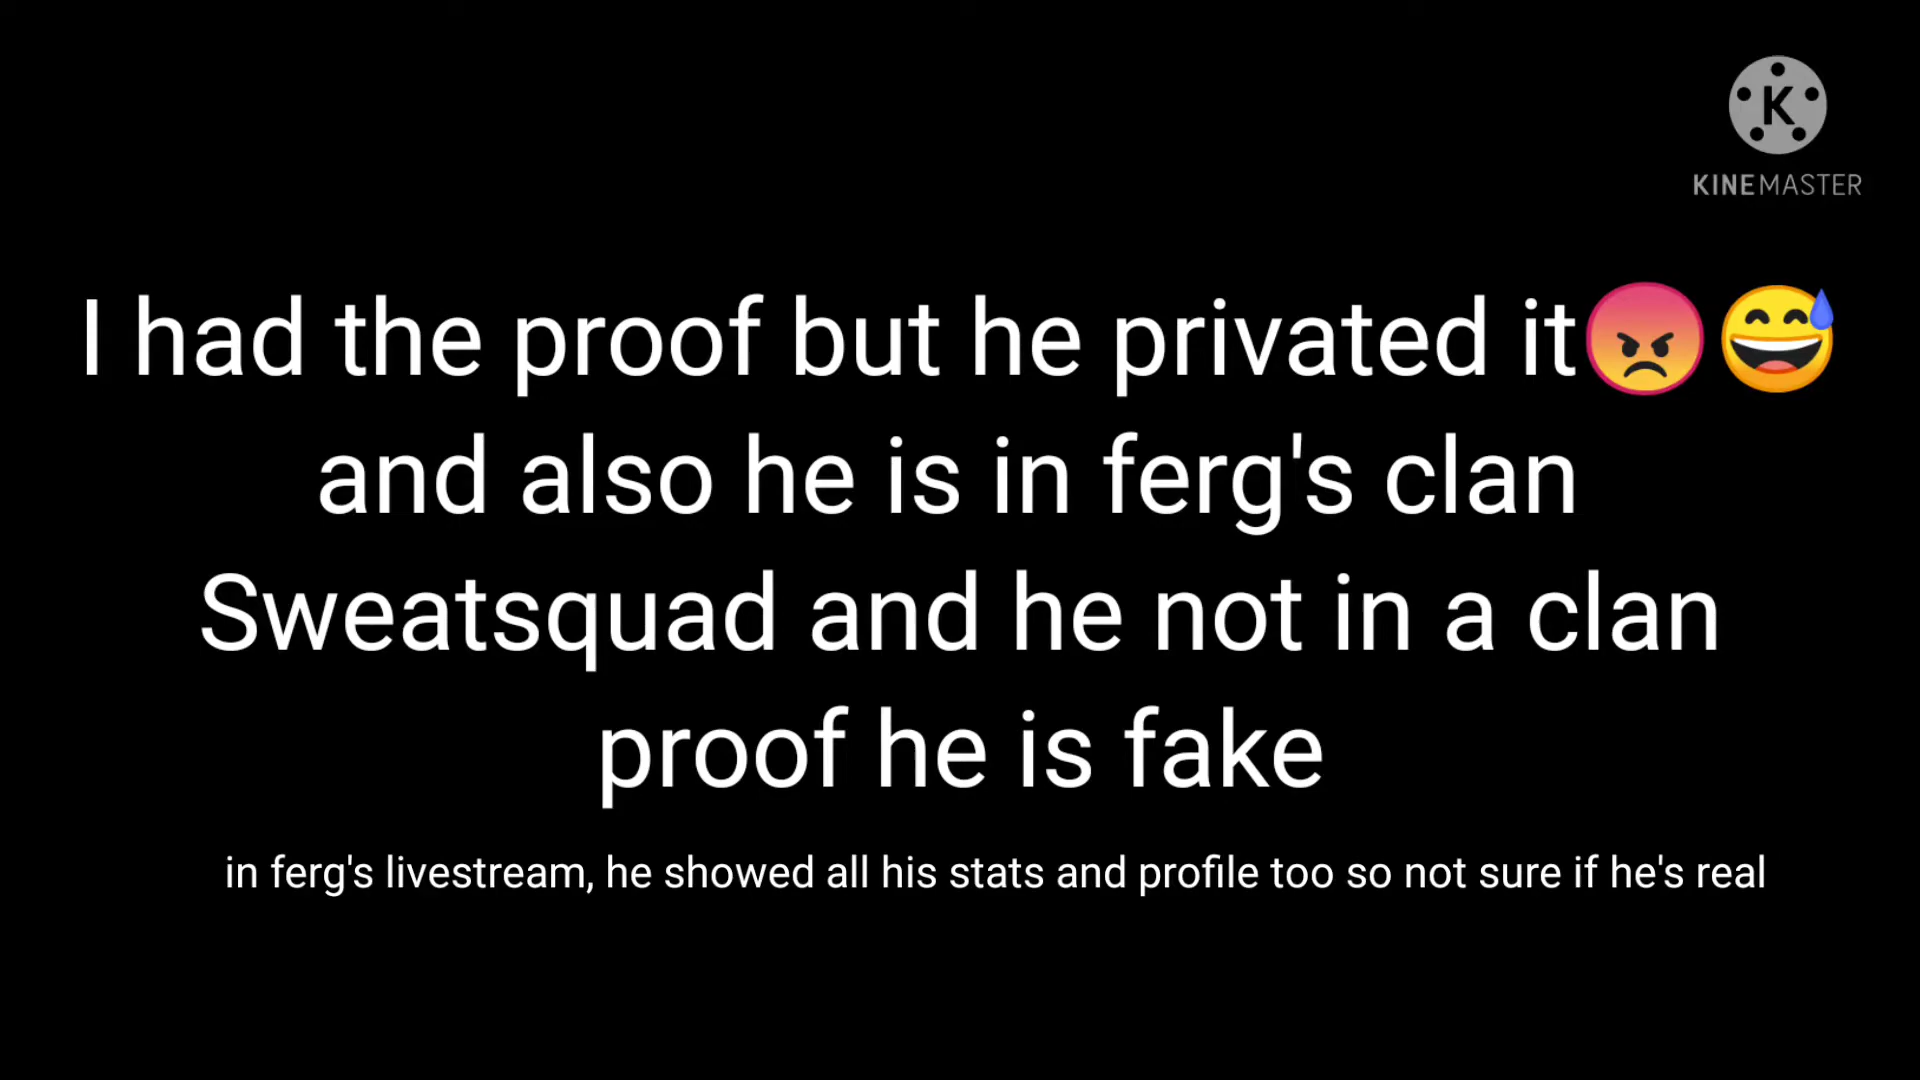 K
KINEMASTER
I had the proof but he privated it😡😅
and also he is in ferg's clan
Sweatsquad and he not in a clan
proof he is fake
in ferg's livestream, he showed all his stats and profile too so not sure if he's real